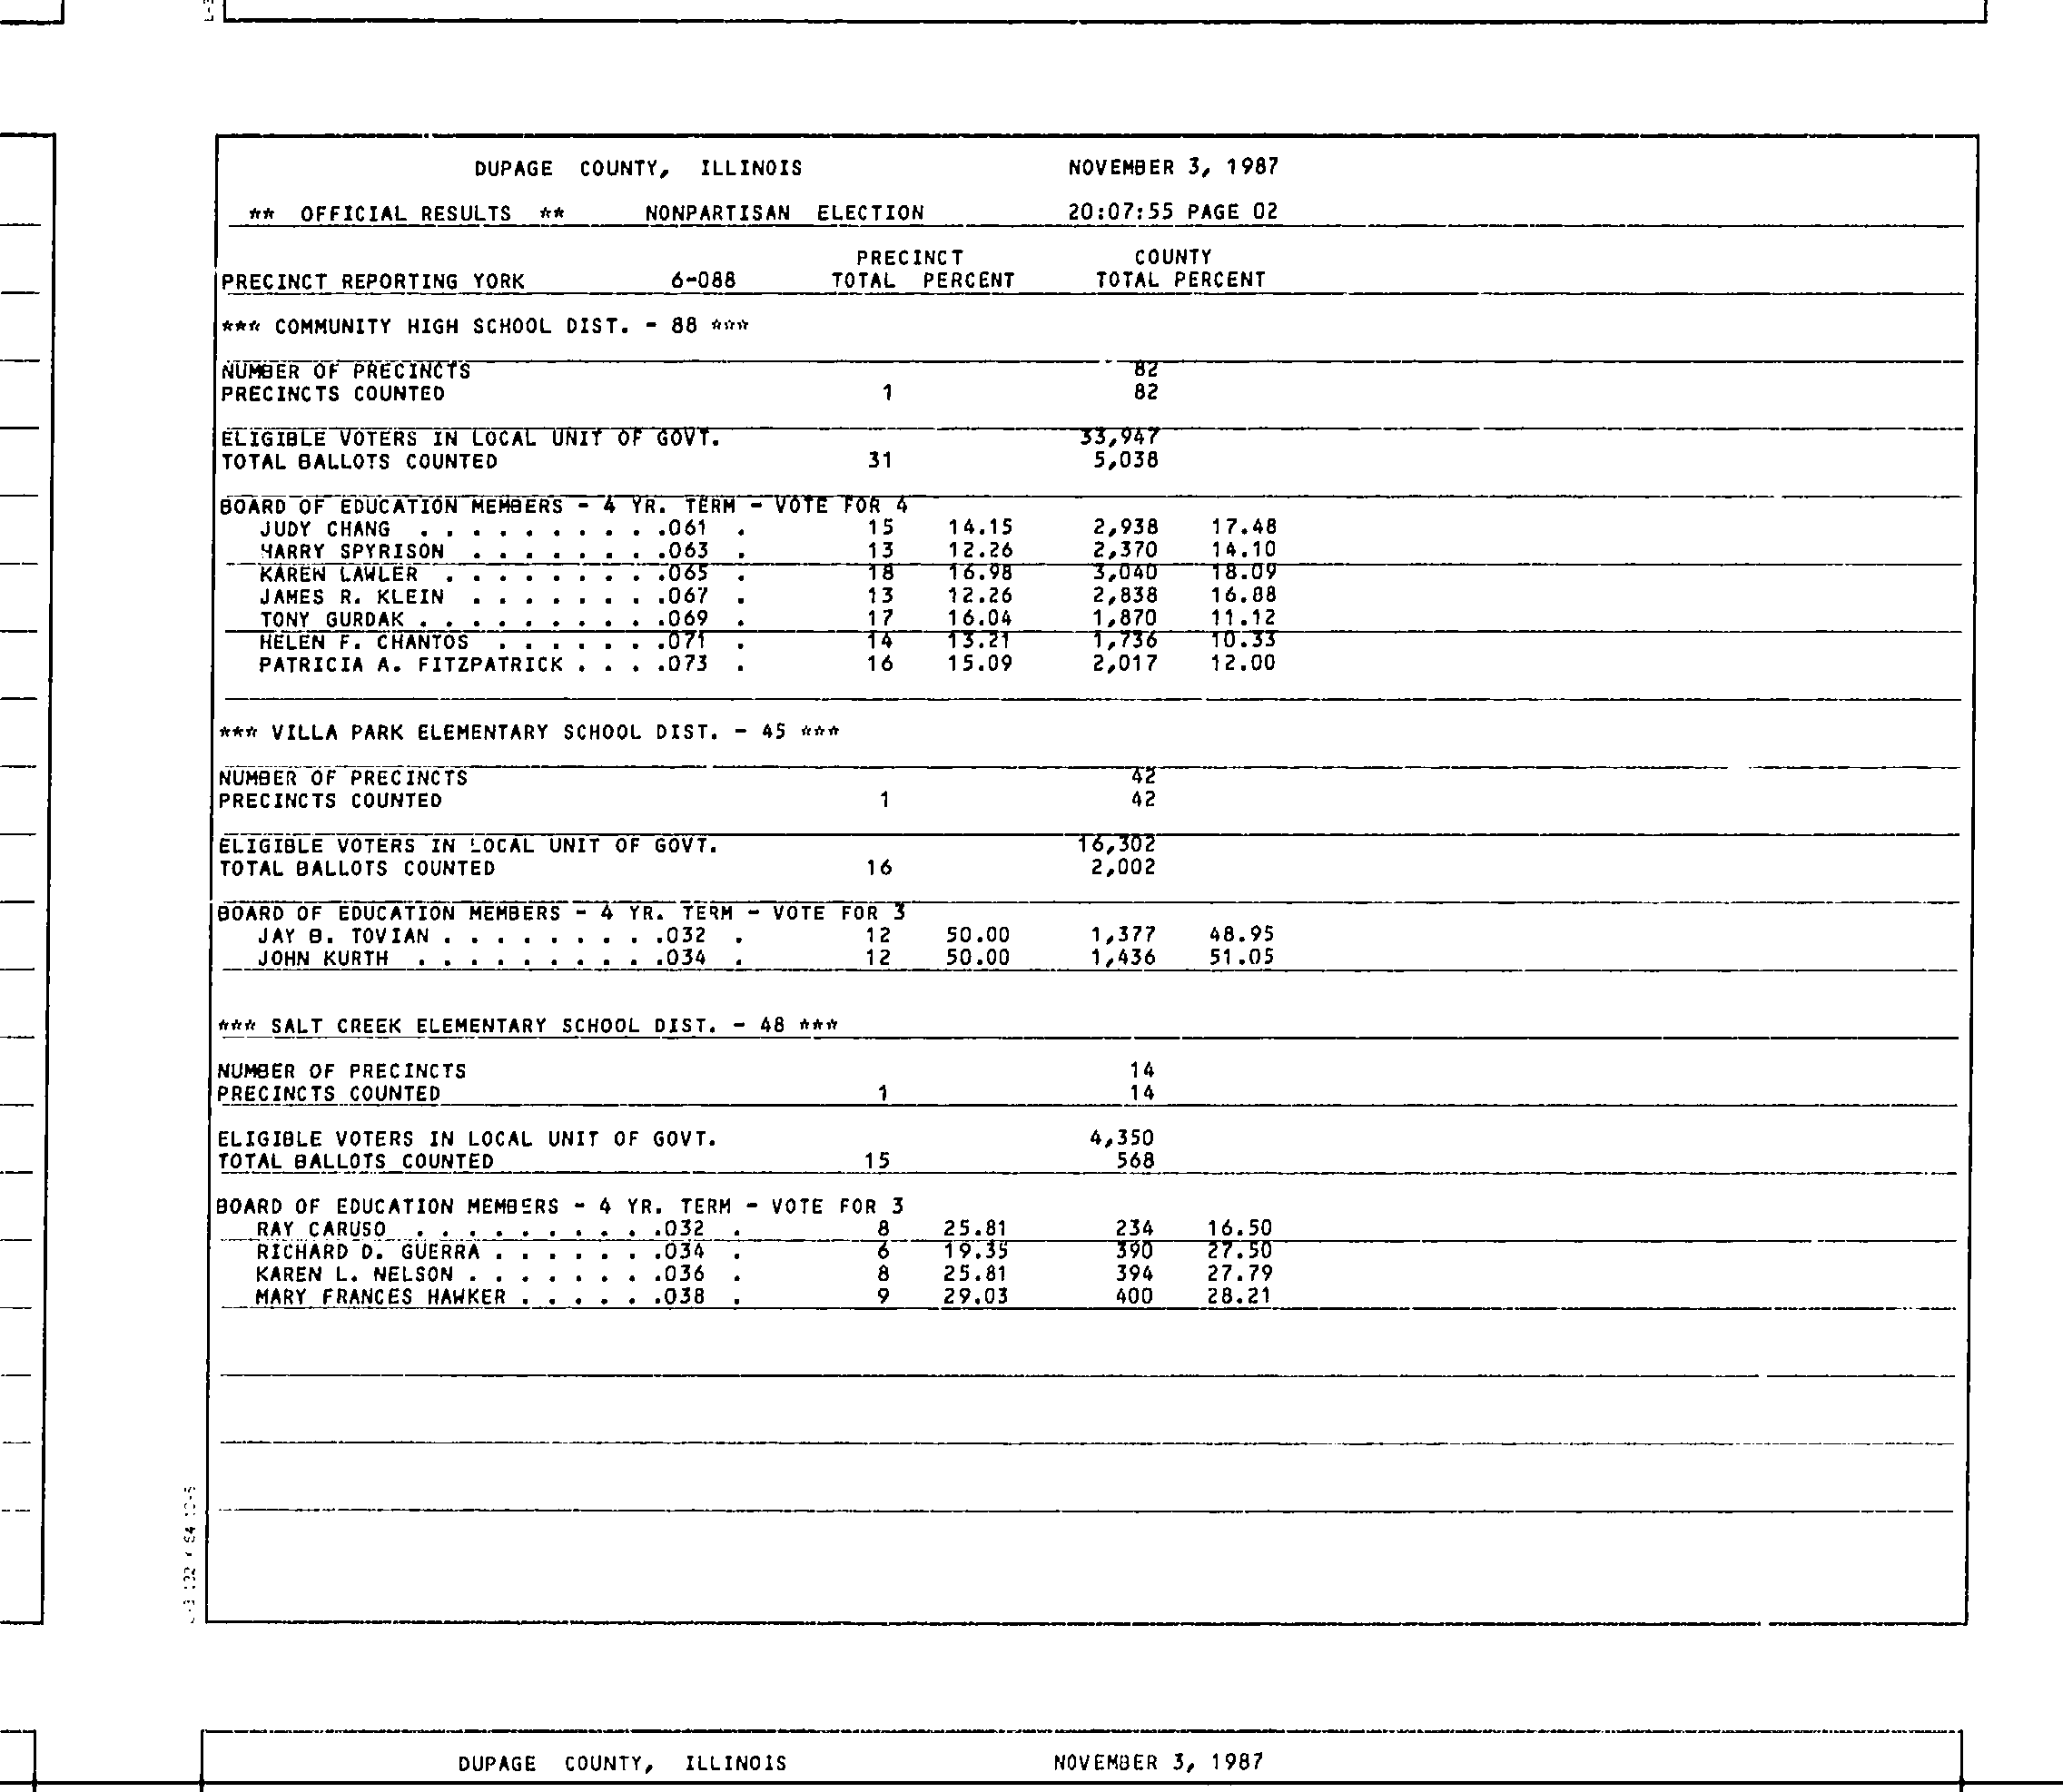 DUPAGE COUNTY, ILLINOIS NOVEMBER 3, 1987
** OFFICIAL RESULTS ** NONPARTISAN ELECTION 20:07:55 PAGE 02
PRECINCT COUNTY
PRECINCT REPORTING YORK 6-088 TOTAL PERCENT TOTAL PERCENT
*** COMMUNITY HIGH SCHOOL DIST. - 88 ***
NUMBER OF PRECINCTS 82
PRECINCTS COUNTED 1 82
ELIGIBLE VOTERS IN LOCAL UNIT OF GOVT. 33,947
TOTAL BALLOTS COUNTED 31 5,038
BOARD OF EDUCATION MEMBERS - 4 YR. TERM - VOTE FOR 4
JUDY CHANG . . . . . . . . . .061 . 15 14.15 2,938 17.48
HARRY SPYRISON . . . . . . . .063 . 13 12.26 2,370 14.10
KAREN LAWLER . . . . . . . . .065 . 18 16.98 3,040 18.09
JAMES R. KLEIN . . . . . . . .067 . 13 12.26 2,838 16.88
TONY GURDAK . . . . . . . . . .069 . 17 16.04 1,870 11.12
HELEN F. CHANTOS . . . . . . .071 . 14 13.21 1,736 10.33
PATRICIA A. FITZPATRICK . . . .073 . 16 15.09 2,017 12.00
*** VILLA PARK ELEMENTARY SCHOOL DIST. - 45 ***
NUMBER OF PRECINCTS 42
PRECINCTS COUNTED 1 42
ELIGIBLE VOTERS IN LOCAL UNIT OF GOVT. 16,302
TOTAL BALLOTS COUNTED 16 2,002
BOARD OF EDUCATION MEMBERS - 4 YR. TERM - VOTE FOR 3
JAY B. TOVIAN . . . . . . . . .032 . 12 50.00 1,377 48.95
JOHN KURTH . . . . . . . . . .034 . 12 50.00 1,436 51.05
*** SALT CREEK ELEMENTARY SCHOOL DIST. - 48 ***
NUMBER OF PRECINCTS 14
PRECINCTS COUNTED 1 14
ELIGIBLE VOTERS IN LOCAL UNIT OF GOVT. 4,350
TOTAL BALLOTS COUNTED 15 568
BOARD OF EDUCATION MEMBERS - 4 YR. TERM - VOTE FOR 3
RAY CARUSO . . . . . . . . . .032 . 8 25.81 234 16.50
RICHARD D. GUERRA . . . . . . .034 . 6 19.35 390 27.50
KAREN L. NELSON . . . . . . . .036 . 8 25.81 394 27.79
MARY FRANCES HAWKER . . . . . .038 . 9 29.03 400 28.21
DUPAGE COUNTY, ILLINOIS NOVEMBER 3, 1987